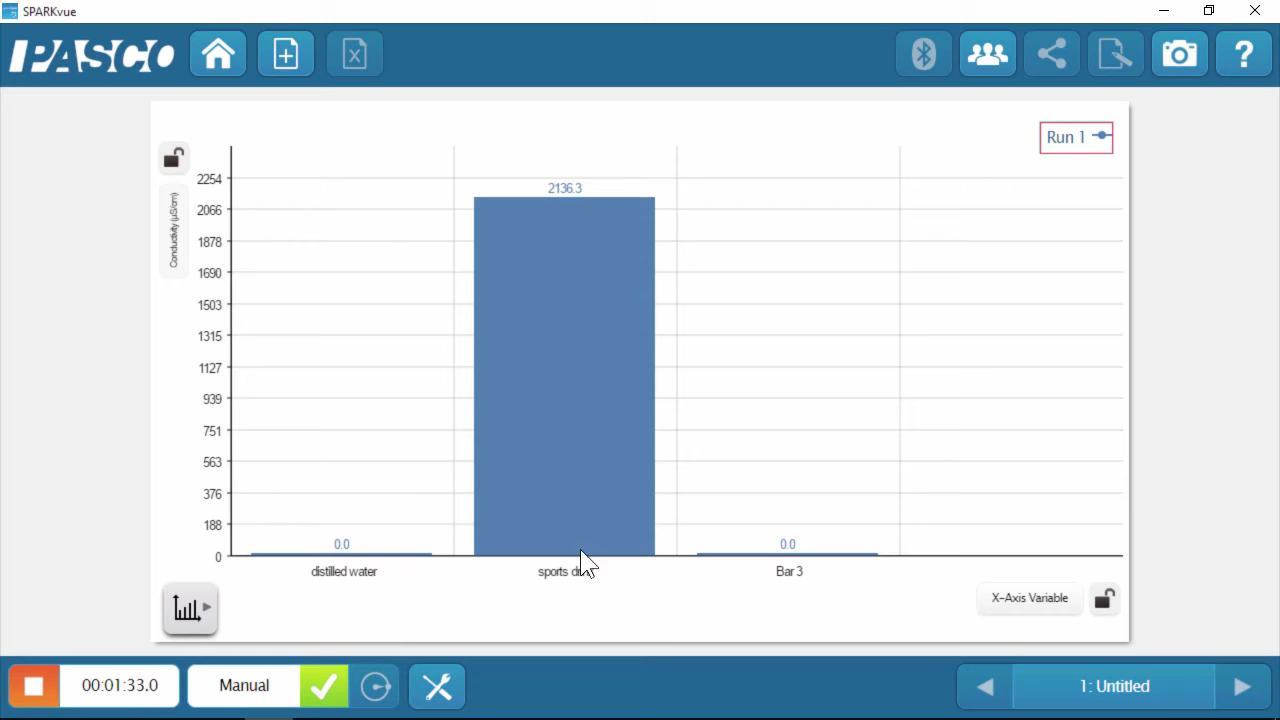 SPARKvue
PASCO
Run 1
2254
2066
1878
1690
1503
1315
1127
939
751
563
376
188
0
Conductivity (µS/cm)
2136.3
0.0
0.0
distilled water
sports
Bar 3
X-Axis Variable
00:01:33.0
Manual
1: Untitled